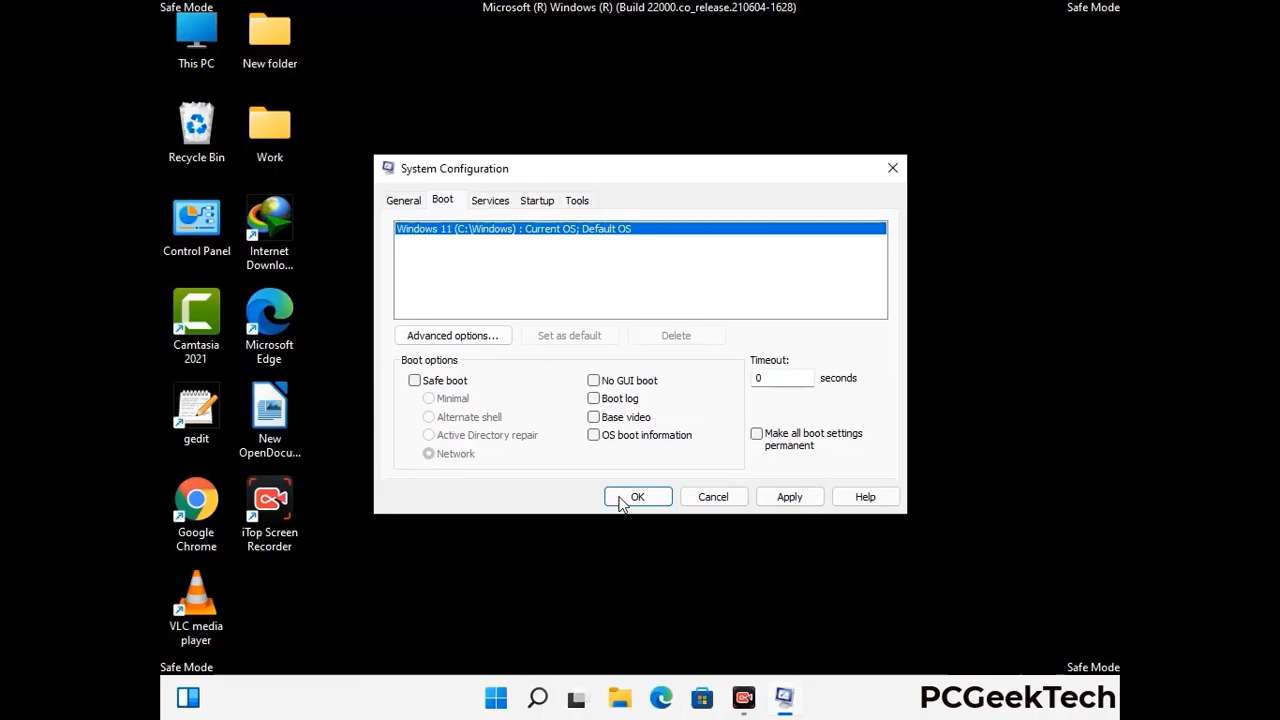 Safe Mode
Microsoft (R) Windows (R) (Build 22000.co_release.210604-1628)
Safe Mode
This PC
New folder
Recycle Bin
Work
Control Panel
Internet
Downlo...
Camtasia
2021
Microsoft
Edge
gedit
New
OpenDocu...
Google
Chrome
iTop Screen
Recorder
VLC media
player
System Configuration
General
Boot
Services
Startup
Tools
Windows 11 (C:\Windows) : Current OS; Default OS
Advanced options...
Set as default
Delete
Boot options
Safe boot
Minimal
Alternate shell
Active Directory repair
Network
No GUI boot
Boot log
Base video
OS boot information
Timeout:
0 seconds
Make all boot settings
permanent
OK
Cancel
Apply
Help
Safe Mode
Safe Mode
PCGeekTech